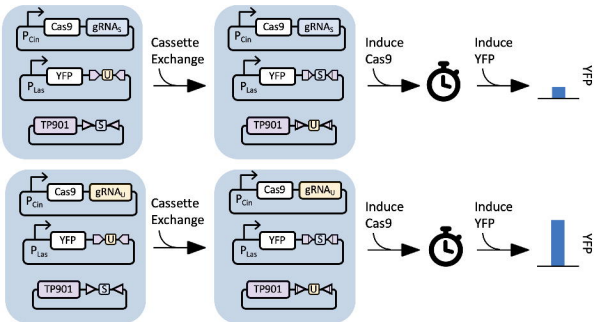 Cas9 gRNAS
PCin
YFP U
PLas
TP901 S
Cassette
Exchange
Cas9 gRNAS
PCin
YFP S
PLas
TP901 U
Induce
Cas9
Induce
YFP
YFP
Cas9 gRNAU
PCin
YFP U
PLas
TP901 S
Cassette
Exchange
Cas9 gRNAU
PCin
YFP S
PLas
TP901 U
Induce
Cas9
Induce
YFP
YFP